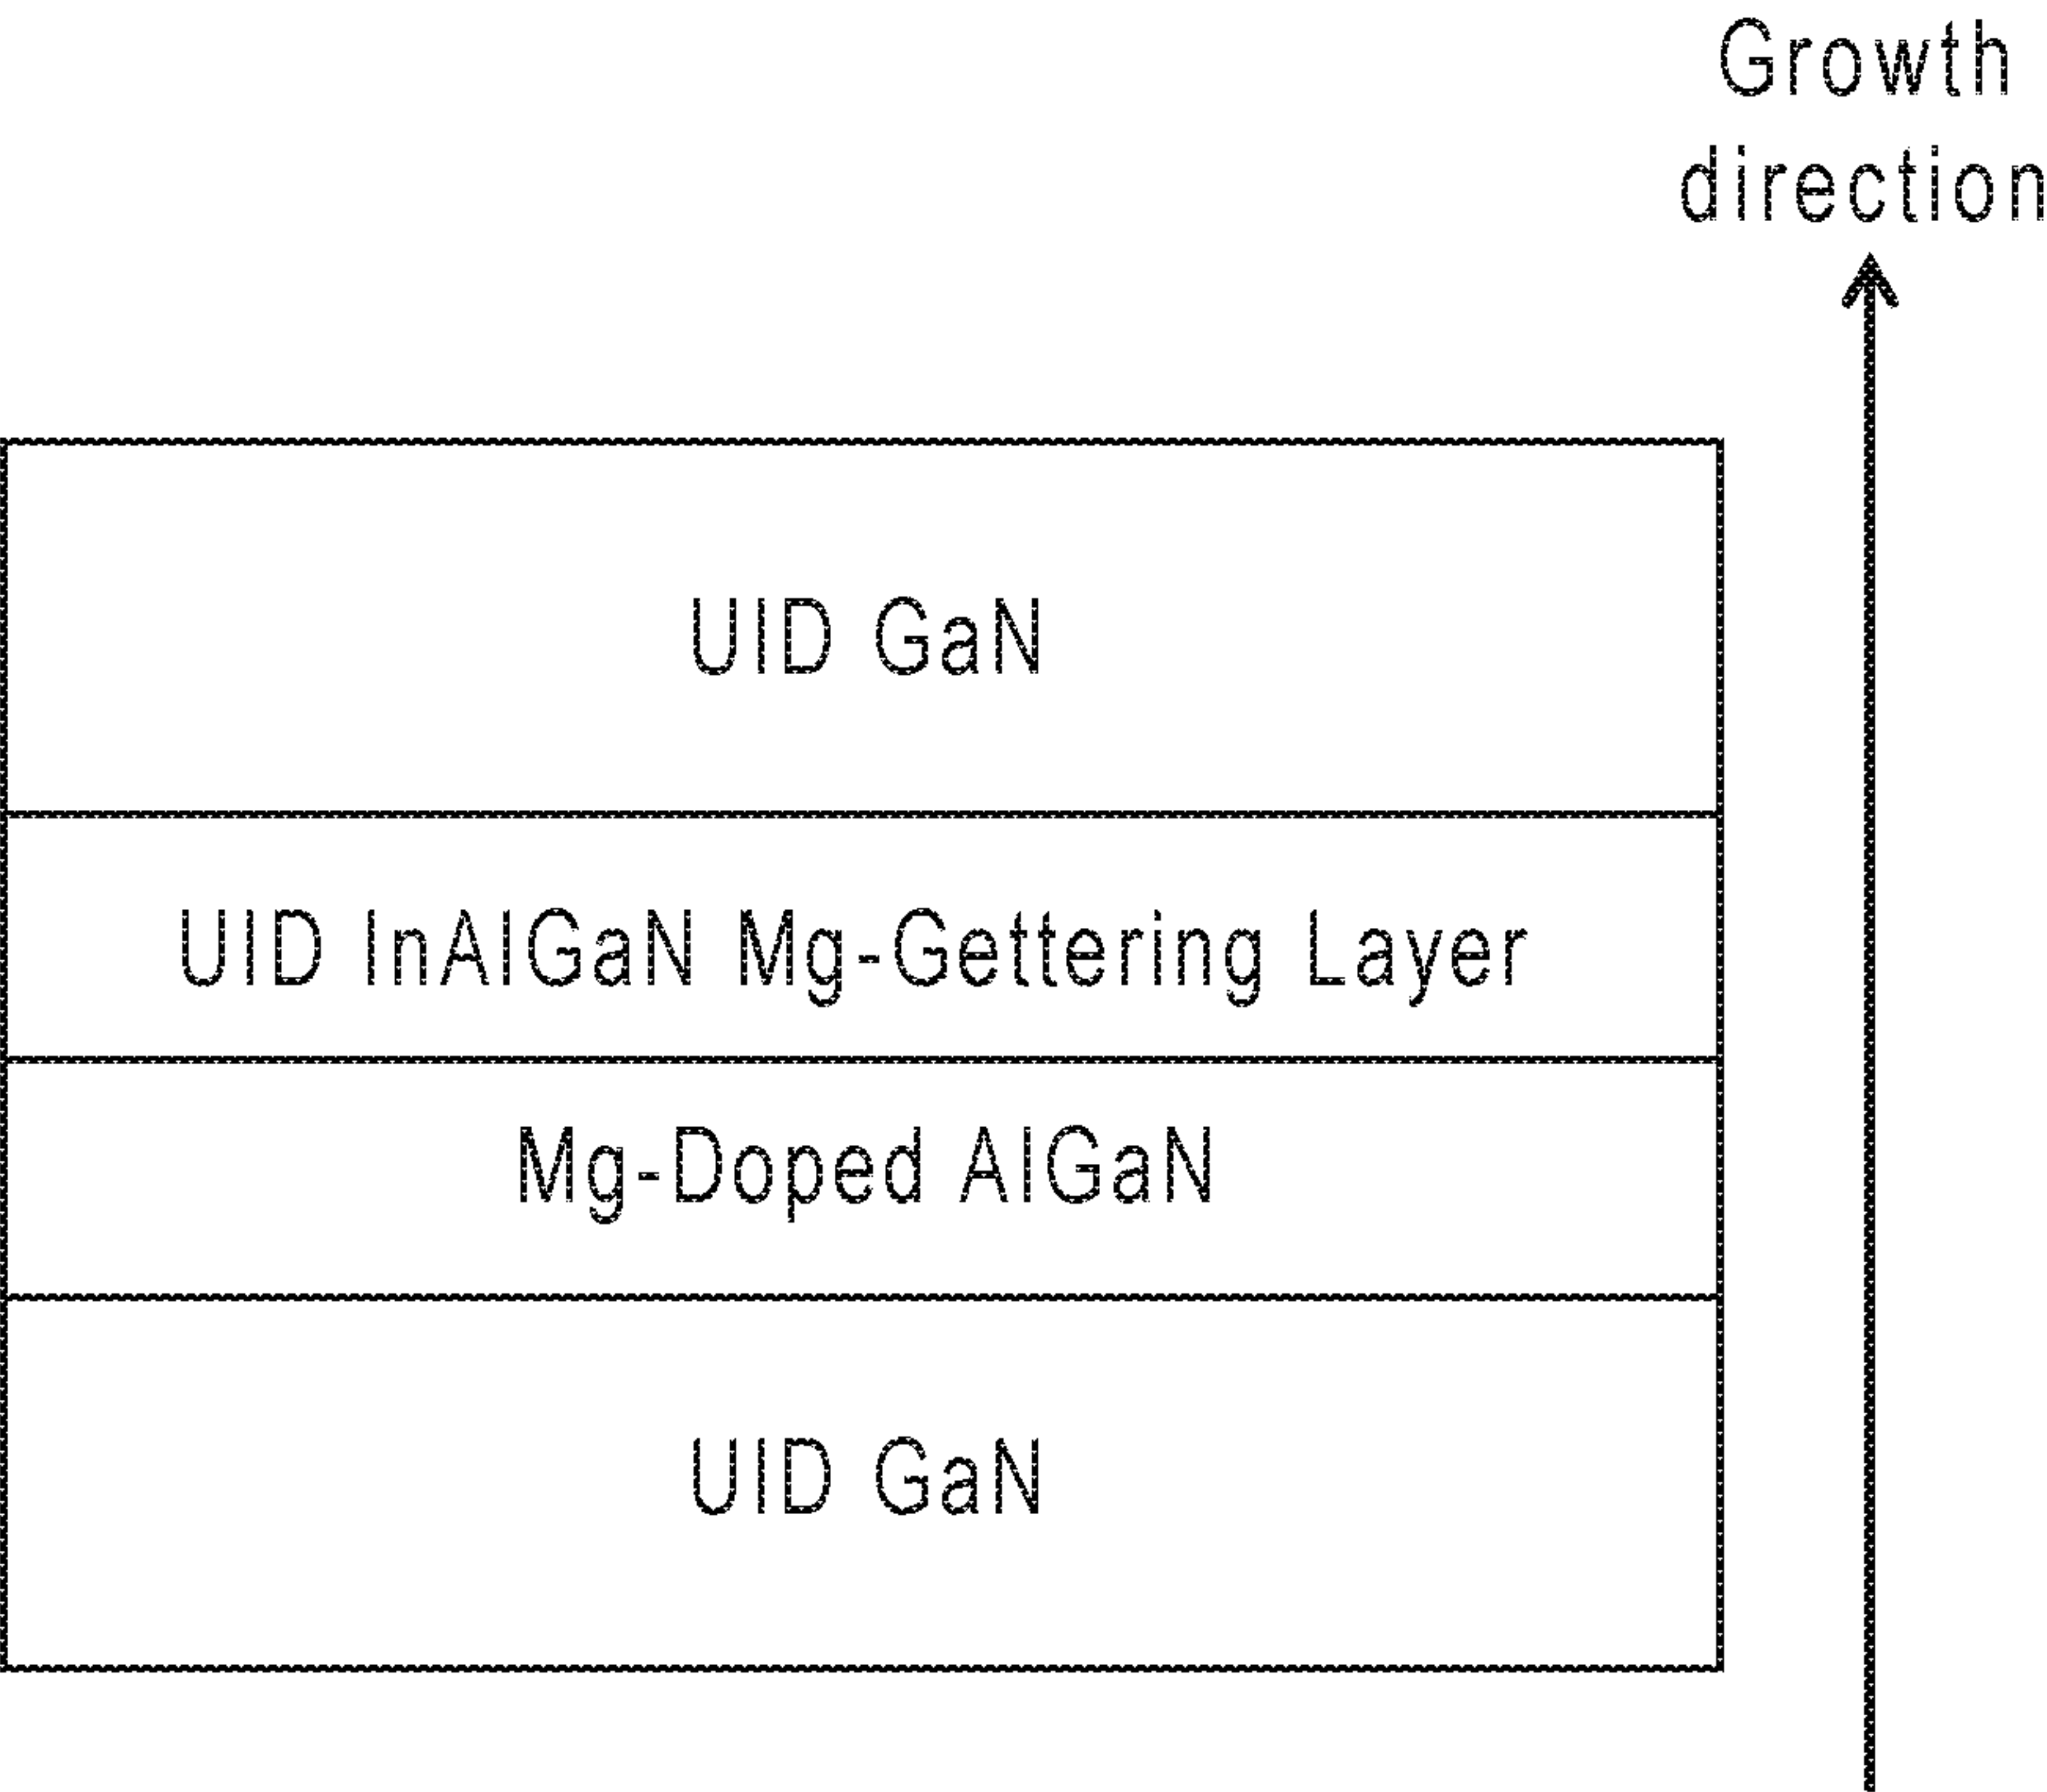 Growth
direction
UID GaN
UID InAlGaN Mg-Gettering Layer
Mg-Doped AlGaN
UID GaN